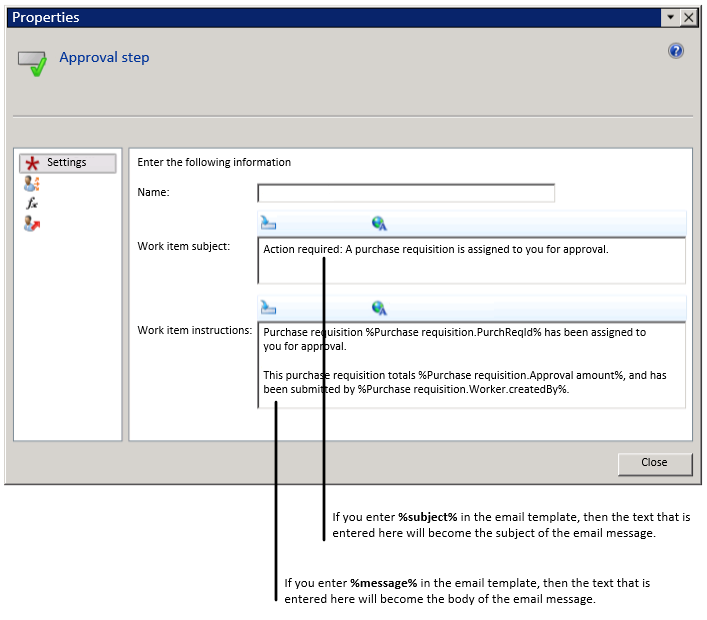 Properties
Approval step
Settings
Enter the following information
Name:
Work item subject:
Action required: A purchase requisition is assigned to you for approval.
Work item instructions:
Purchase requisition %Purchase requisition.PurchReqId% has been assigned to
you for approval.
This purchase requisition totals %Purchase requisition.Approval amount%, and has
been submitted by %Purchase requisition.Worker.createdBy%.
Close
If you enter %subject% in the email template, then the text that is
entered here will become the subject of the email message.
If you enter %message% in the email template, then the text that is
entered here will become the body of the email message.